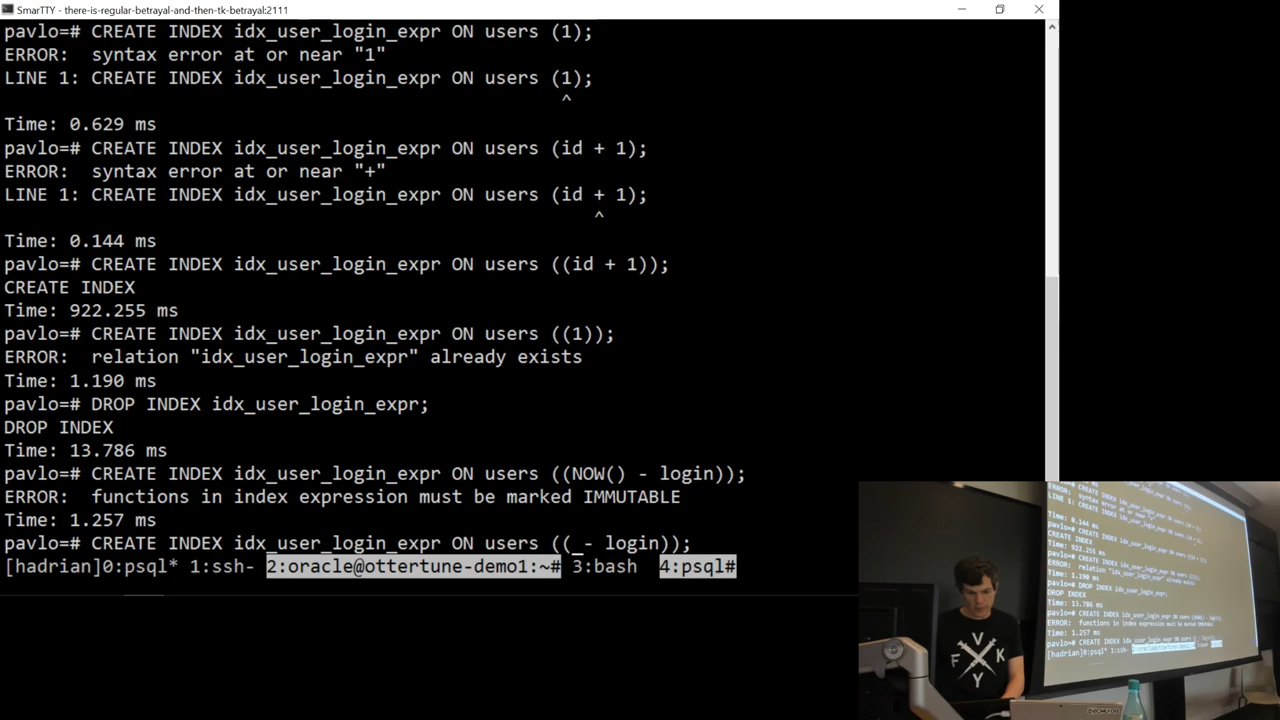 SmarTTY - there-is-regular-betrayal-and-then-tk-betrayal:2111
pavlo=# CREATE INDEX idx_user_login_expr ON users (1);
ERROR:  syntax error at or near "1"
LINE 1: CREATE INDEX idx_user_login_expr ON users (1);
^
Time: 0.629 ms
pavlo=# CREATE INDEX idx_user_login_expr ON users (id + 1);
ERROR:  syntax error at or near "+"
LINE 1: CREATE INDEX idx_user_login_expr ON users (id + 1);
^
Time: 0.144 ms
pavlo=# CREATE INDEX idx_user_login_expr ON users ((id + 1));
CREATE INDEX
Time: 922.255 ms
pavlo=# CREATE INDEX idx_user_login_expr ON users ((1));
ERROR:  relation "idx_user_login_expr" already exists
Time: 1.190 ms
pavlo=# DROP INDEX idx_user_login_expr;
DROP INDEX
Time: 13.786 ms
pavlo=# CREATE INDEX idx_user_login_expr ON users ((NOW() - login));
ERROR:  functions in index expression must be marked IMMUTABLE
Time: 1.257 ms
pavlo=# CREATE INDEX idx_user_login_expr ON users ((_- login));
[hadrian]0:psql* 1:ssh- 2:oracle@ottertune-demo1:~# 3:bash  4:psql#
V
F K
Y